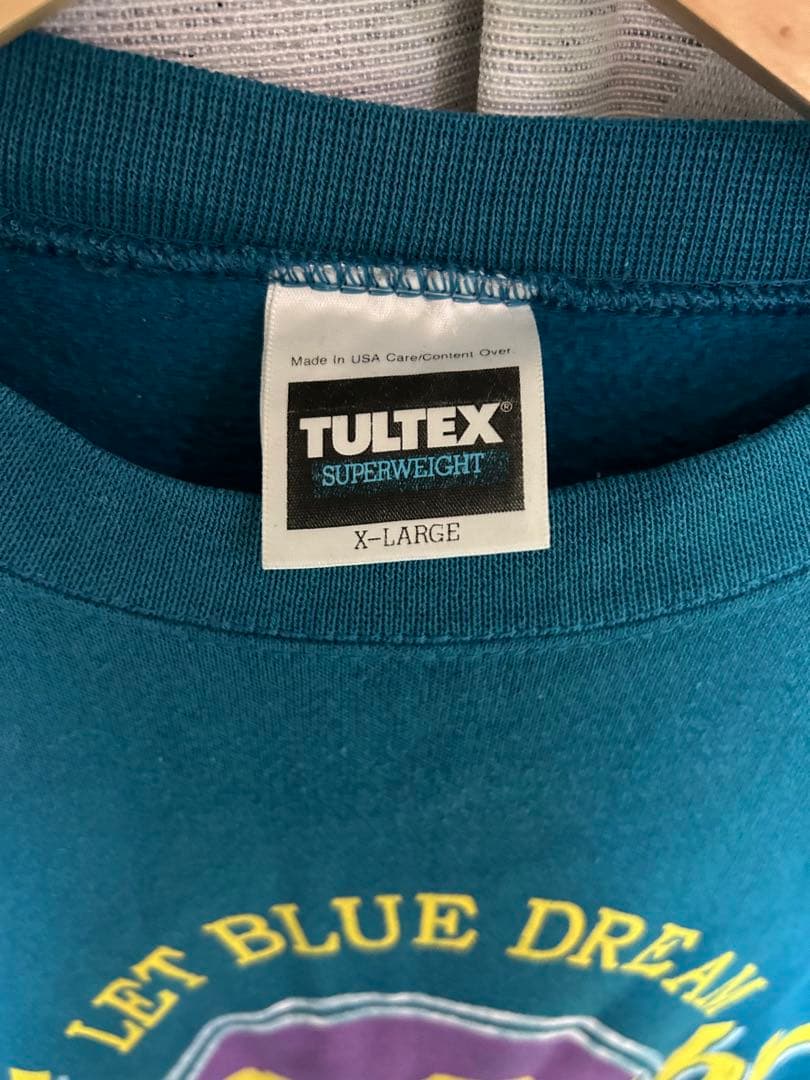 Made in USA Care/Content Over.
TULTEX®
SUPERWEIGHT
X-LARGE
LET BLUE DREAM